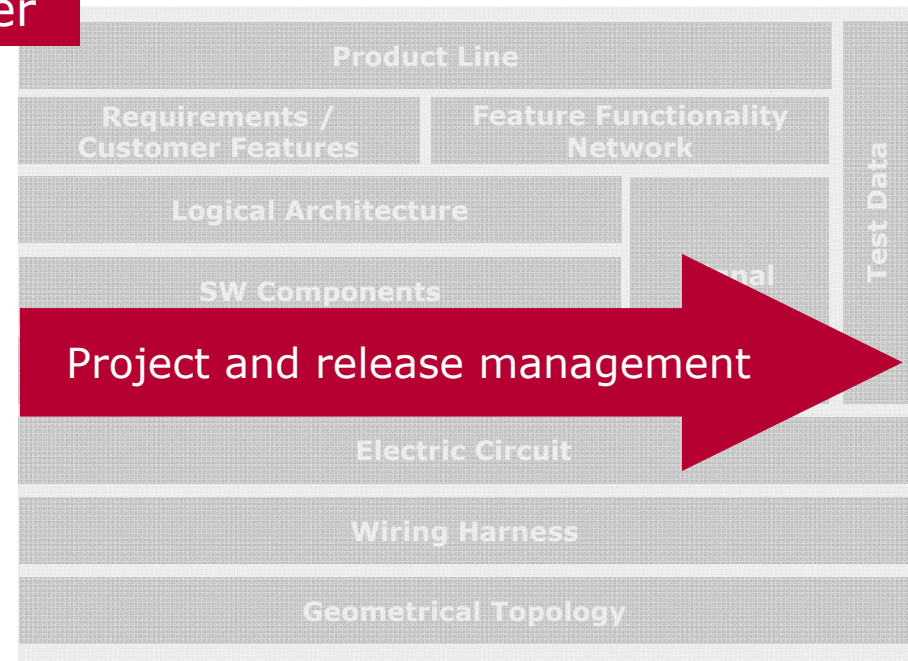 Product Line
Requirements /
Customer Features
Feature Functionality
Network
Test Data
Logical Architecture
SW Components
Project and release management
Electric Circuit
Wiring Harness
Geometrical Topology